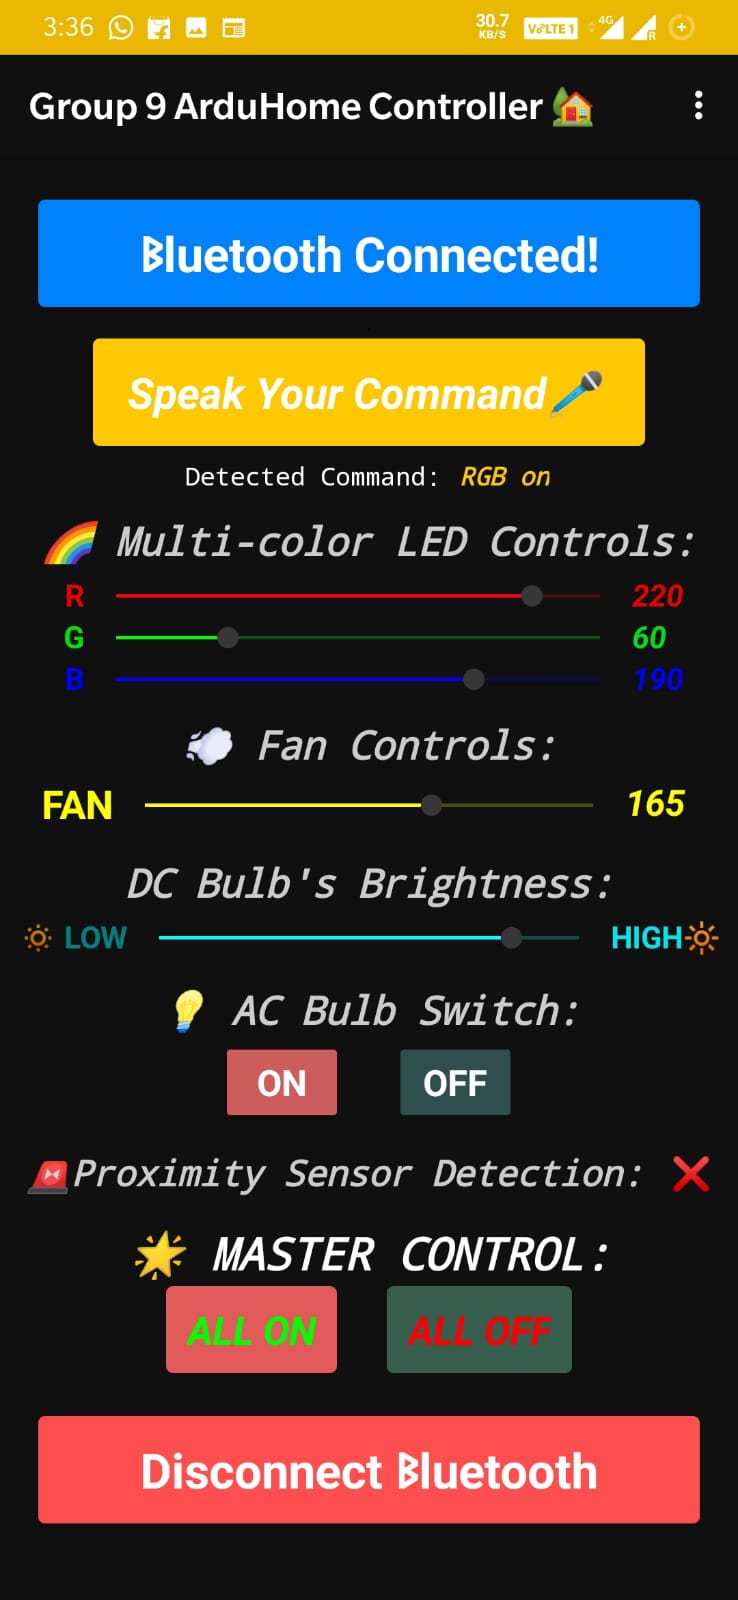 3:36 30.7 KB/S VoLTE 1 4G R
Group 9 ArduHome Controller
Bluetooth Connected!
Speak Your Command
Detected Command: RGB on
Multi-color LED Controls:
R 220
G 60
B 190
Fan Controls:
FAN 165
DC Bulb's Brightness:
LOW HIGH
AC Bulb Switch:
ON OFF
Proximity Sensor Detection:
MASTER CONTROL:
ALL ON ALL OFF
Disconnect Bluetooth